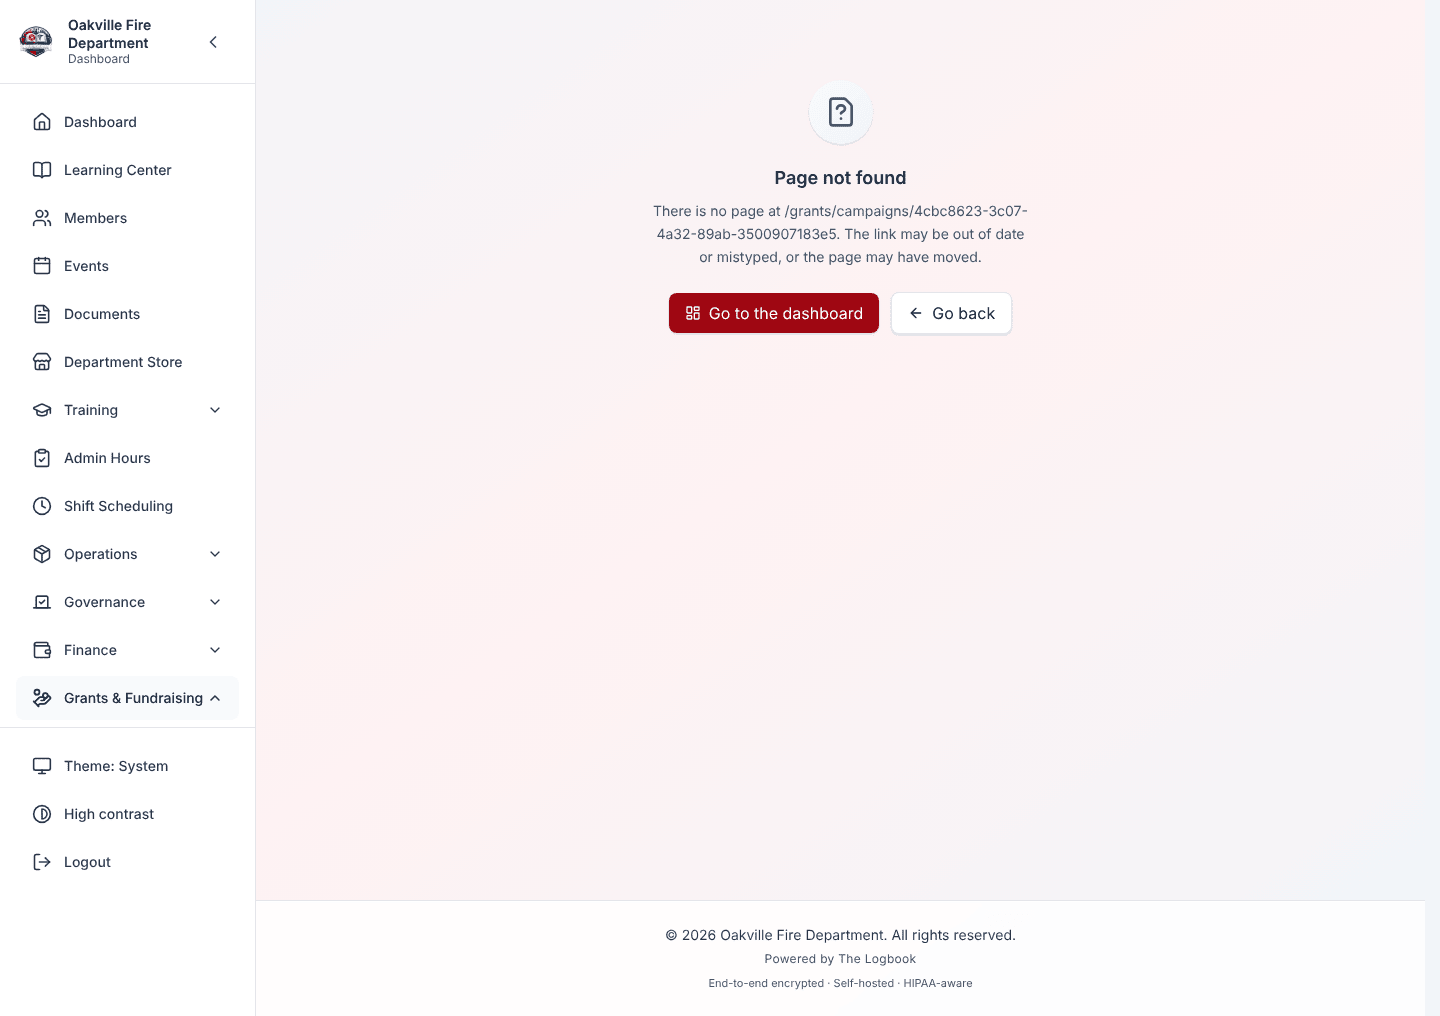 Oakville Fire
Department
Dashboard
Dashboard
Learning Center
Members
Events
Documents
Department Store
Training
Admin Hours
Shift Scheduling
Operations
Governance
Finance
Grants & Fundraising
Theme: System
High contrast
Logout
Page not found
There is no page at /grants/campaigns/4cbc8623-3c07-
4a32-89ab-3500907183e5. The link may be out of date
or mistyped, or the page may have moved.
Go to the dashboard
Go back
© 2026 Oakville Fire Department. All rights reserved.
Powered by The Logbook
End-to-end encrypted · Self-hosted · HIPAA-aware